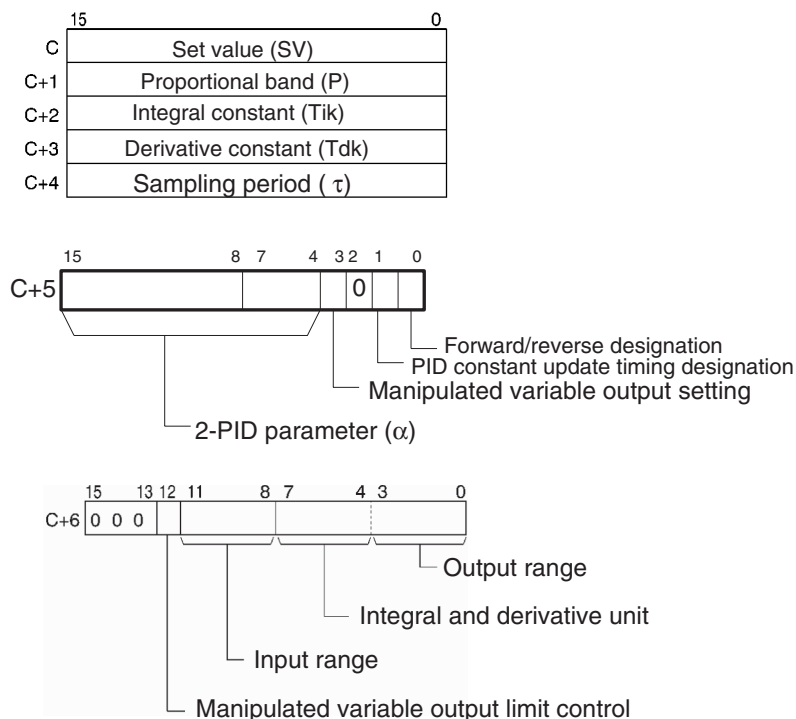 15 0
C Set value (SV)
C+1 Proportional band (P)
C+2 Integral constant (Tik)
C+3 Derivative constant (Tdk)
C+4 Sampling period ( τ)
15 8 7 4 3 2 1 0
C+5 0
Forward/reverse designation
PID constant update timing designation
Manipulated variable output setting
2-PID parameter (α)
15 13 12 11 8 7 4 3 0
C+6 0 0 0
Output range
Integral and derivative unit
Input range
Manipulated variable output limit control